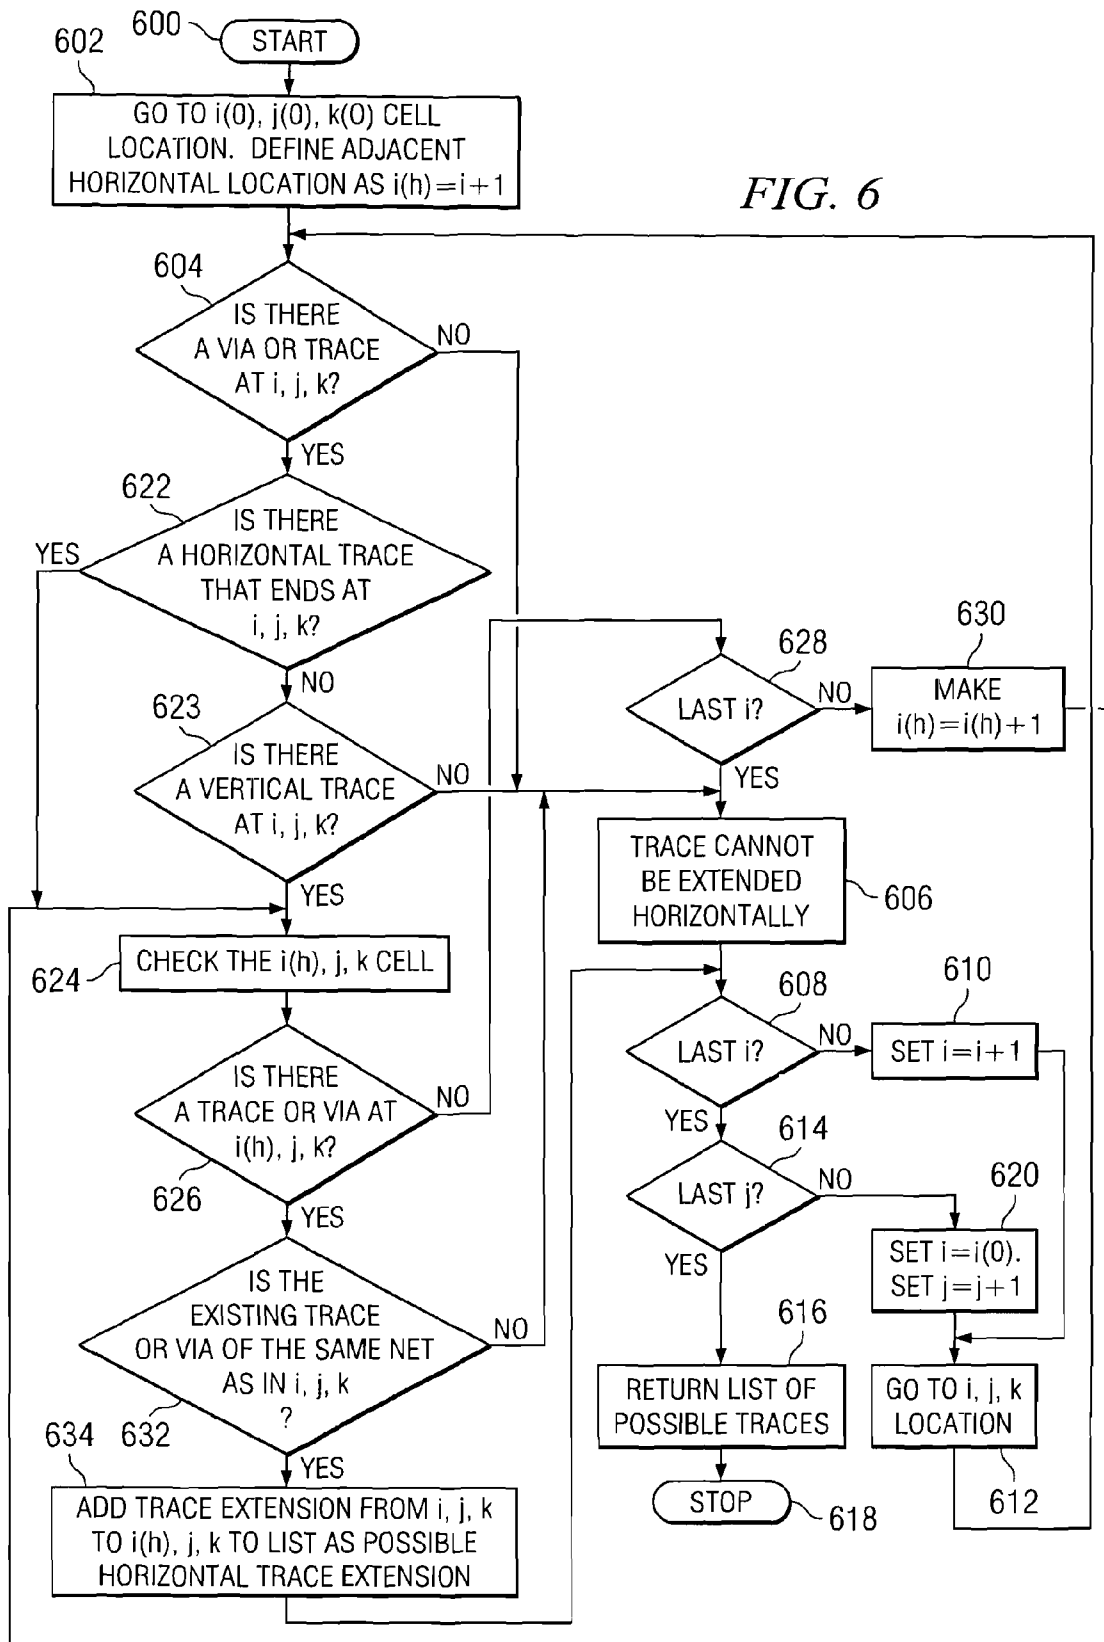 600
START
602
GO TO i(0), j(0), k(0) CELL
LOCATION. DEFINE ADJACENT
HORIZONTAL LOCATION AS i(h)=i+1
FIG. 6
604
IS THERE
A VIA OR TRACE
AT i, j, k?
NO
YES
622
IS THERE
A HORIZONTAL TRACE
THAT ENDS AT
i, j, k?
YES
NO
623
IS THERE
A VERTICAL TRACE
AT i, j, k?
NO
YES
624
CHECK THE i(h), j, k CELL
IS THERE
A TRACE OR VIA AT
i(h), j, k?
626
NO
YES
IS THE
EXISTING TRACE
OR VIA OF THE SAME NET
AS IN i, j, k
?
632
NO
YES
634
ADD TRACE EXTENSION FROM i, j, k
TO i(h), j, k TO LIST AS POSSIBLE
HORIZONTAL TRACE EXTENSION
628
LAST i?
NO
YES
630
MAKE
i(h)=i(h)+1
TRACE CANNOT
BE EXTENDED
HORIZONTALLY
606
608
LAST i?
NO
YES
610
SET i=i+1
614
LAST j?
NO
YES
620
SET i=i(0).
SET j=j+1
616
RETURN LIST OF
POSSIBLE TRACES
GO TO i, j, k
LOCATION
612
STOP
618